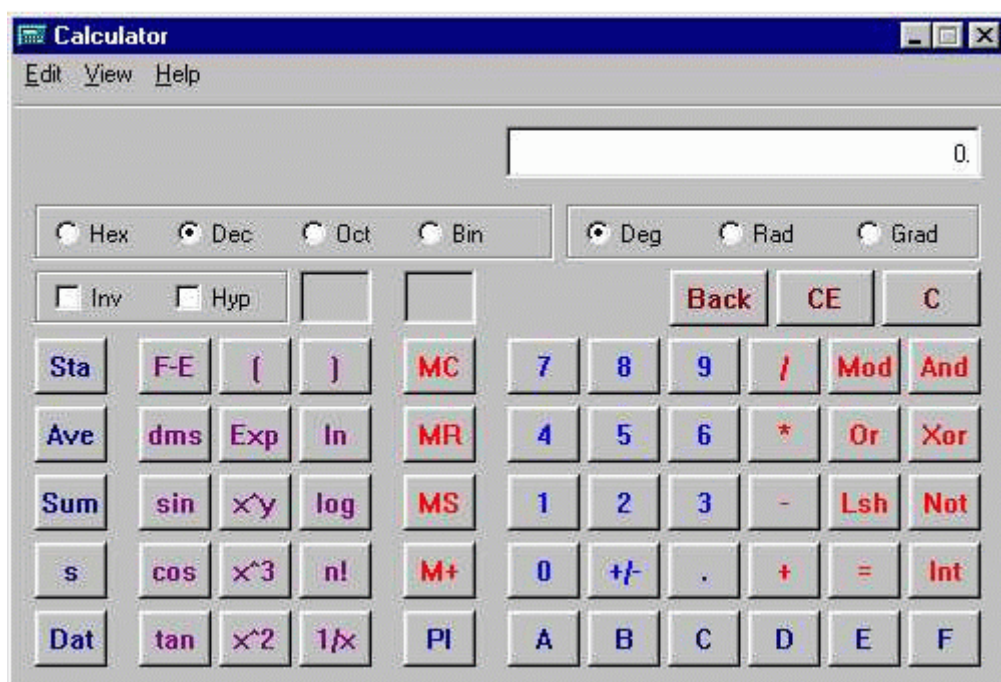 Calculator
Edit View Help
0.
Hex Dec Oct Bin Deg Rad Grad
Inv Hyp Back CE C
Sta F-E ( ) MC 7 8 9 / Mod And
Ave dms Exp ln MR 4 5 6 * Or Xor
Sum sin x^y log MS 1 2 3 - Lsh Not
s cos x^3 n! M+ 0 +/- . + = Int
Dat tan x^2 1/x PI A B C D E F